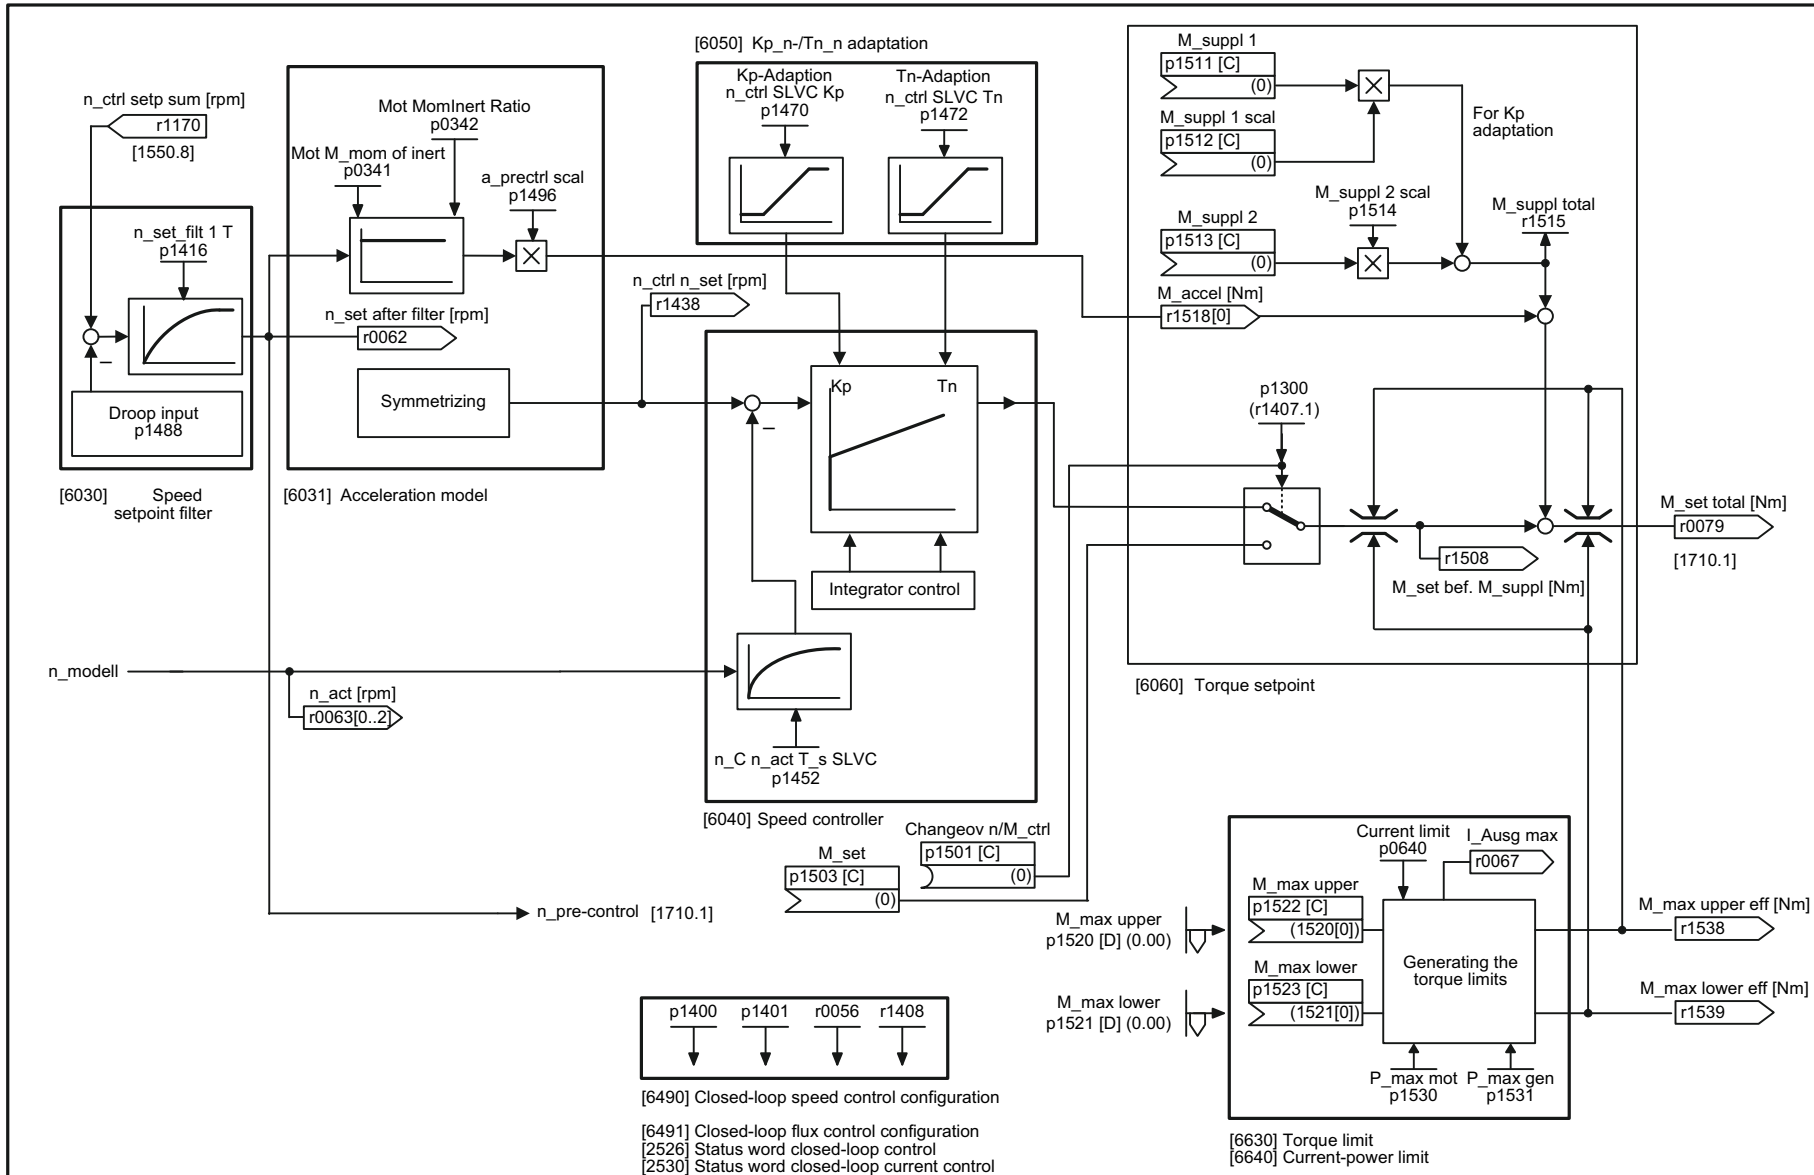 n_ctrl setp sum [rpm]
r1170
[1550.8]
n_set_filt 1 T
p1416
Droop input
p1488
[6030] Speed
setpoint filter
Mot MomInert Ratio
p0342
Mot M_mom of inert
p0341
a_prectrl scal
p1496
n_set after filter [rpm]
r0062
Symmetrizing
[6031] Acceleration model
[6050] Kp_n-/Tn_n adaptation
Kp-Adaption
n_ctrl SLVC Kp
p1470
Tn-Adaption
n_ctrl SLVC Tn
p1472
n_ctrl n_set [rpm]
r1438
Kp
Tn
Integrator control
n_C n_act T_s SLVC
p1452
[6040] Speed controller
n_modell
n_act [rpm]
r0063[0..2]
n_pre-control [1710.1]
M_set
p1503 [C]
(0)
Changeov n/M_ctrl
p1501 [C]
(0)
M_suppl 1
p1511 [C]
(0)
M_suppl 1 scal
p1512 [C]
(0)
For Kp
adaptation
M_suppl 2
p1513 [C]
(0)
M_suppl 2 scal
p1514
M_suppl total
r1515
M_accel [Nm]
r1518[0]
p1300
(r1407.1)
r1508
M_set bef. M_suppl [Nm]
M_set total [Nm]
r0079
[1710.1]
[6060] Torque setpoint
M_max upper
p1520 [D] (0.00)
M_max lower
p1521 [D] (0.00)
M_max upper
p1522 [C]
(1520[0])
M_max lower
p1523 [C]
(1521[0])
Current limit
p0640
I_Ausg max
r0067
Generating the
torque limits
P_max mot
p1530
P_max gen
p1531
M_max upper eff [Nm]
r1538
M_max lower eff [Nm]
r1539
[6630] Torque limit
[6640] Current-power limit
p1400 p1401 r0056 r1408
[6490] Closed-loop speed control configuration
[6491] Closed-loop flux control configuration
[2526] Status word closed-loop control
[2530] Status word closed-loop current control